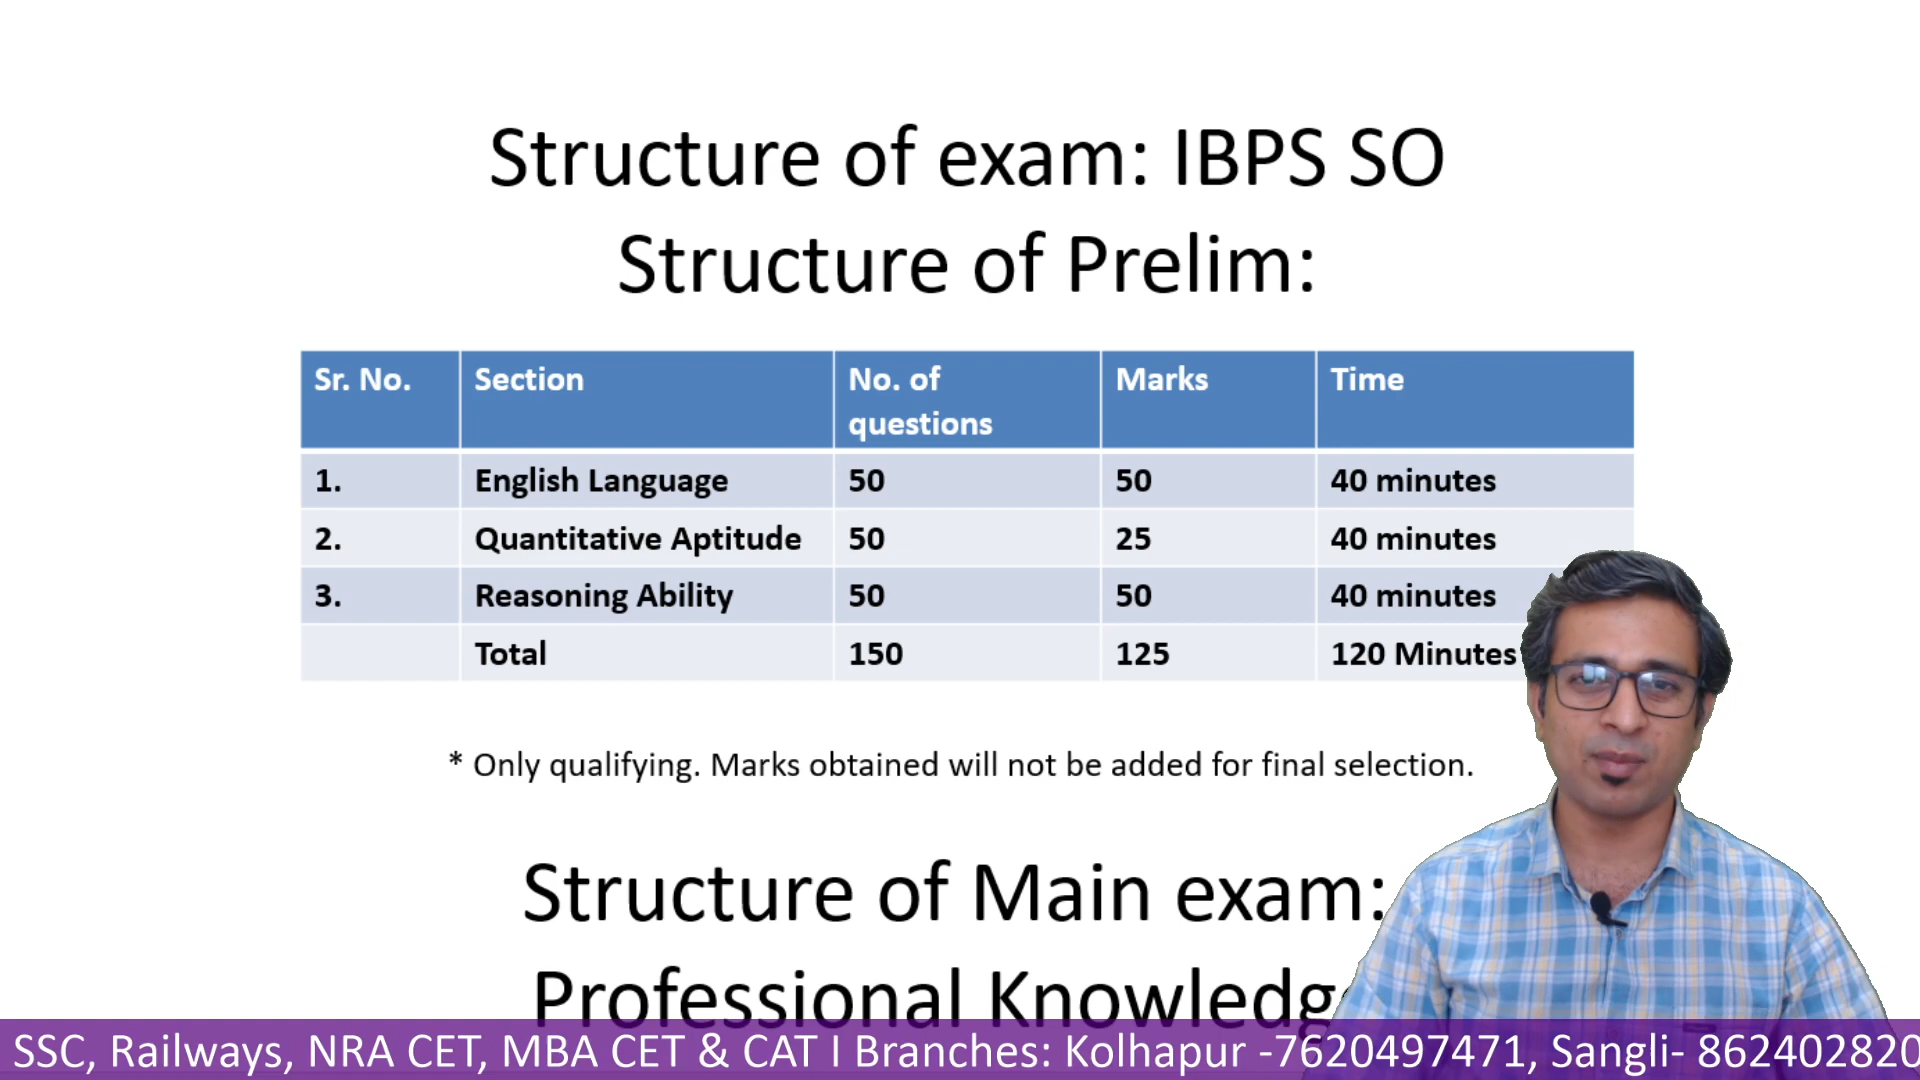 Structure of exam: IBPS SO
Structure of Prelim:
Sr. No. Section No. of questions Marks Time
1. English Language 50 50 40 minutes
2. Quantitative Aptitude 50 25 40 minutes
3. Reasoning Ability 50 50 40 minutes
Total 150 125 120 Minutes
* Only qualifying. Marks obtained will not be added for final selection.
Structure of Main exam:
Professional
SSC, Railways, NRA CET, MBA CET & CAT I Branches: Kolhapur -7620497471, Sangli-